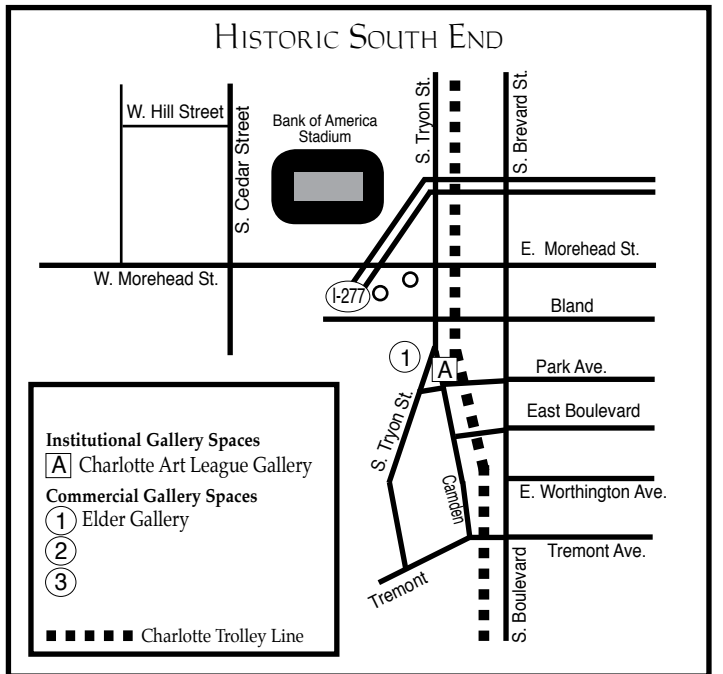 HISTORIC SOUTH END
W. Hill Street
S. Cedar Street
Bank of America
Stadium
S. Tryon St.
S. Brevard St.
E. Morehead St.
W. Morehead St.
I-277
Bland
1
A
Park Ave.
S. Tryon St.
East Boulevard
Camden
E. Worthington Ave.
Tremont Ave.
Tremont
S. Boulevard
Institutional Gallery Spaces
A Charlotte Art League Gallery
Commercial Gallery Spaces
1 Elder Gallery
2
3
Charlotte Trolley Line